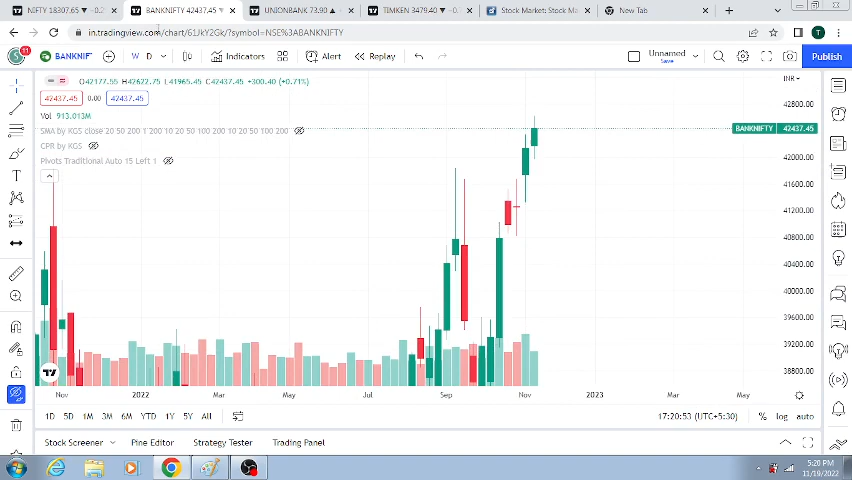 NIFTY 18307.65 ▼ −0.2
BANKNIFTY 42437.45
UNIONBANK 73.90 ▲
TIMKEN 3479.40 ▼ −0
Stock Market: Stock Ma
New Tab
in.tradingview.com/chart/61JkY2Gk/?symbol=NSE%3ABANKNIFTY
T
11
BANKNIF
W D
Indicators
Alert
Replay
Unnamed
Save
Publish
O42177.55 H42622.75 L41965.45 C42437.45 +300.40 (+0.71%)
INR
42437.45 0.00 42437.45
42800.00
Vol 913.013M
SMA by KGS close 20 50 200 1 200 10 20 50 100 200 10 20 50 100 200
BANKNIFTY 42437.45
CPR by KGS
42000.00
Pivots Traditional Auto 15 Left 1
41600.00
41200.00
40800.00
40400.00
40000.00
39600.00
39200.00
38800.00
Nov 2022 Mar May Jul Sep Nov 2023 Mar May
1D 5D 1M 3M 6M YTD 1Y 5Y All
17:20:53 (UTC+5:30) % log auto
Stock Screener Pine Editor Strategy Tester Trading Panel
5:20 PM
11/19/2022